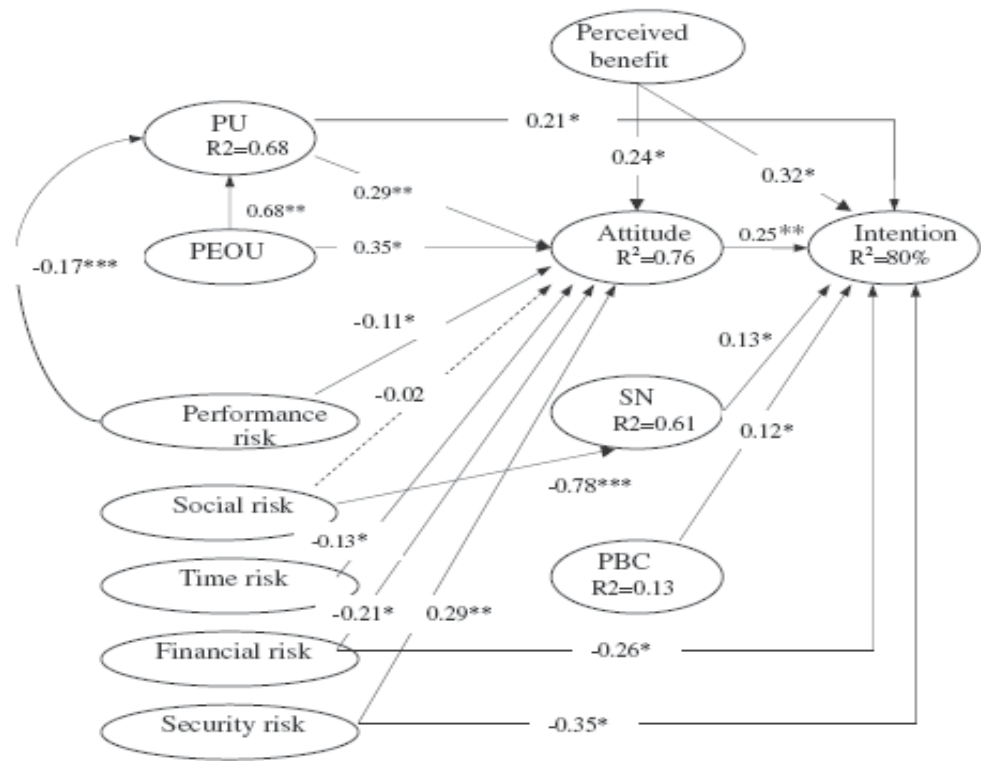 Perceived
benefit
PU
R2=0.68
0.21*
0.24*
0.32*
0.29**
0.68**
PEOU
0.35*
Attitude
R²=0.76
0.25**
Intention
R²=80%
-0.17***
-0.11*
0.13*
-0.02
SN
R2=0.61
Performance
risk
0.12*
-0.78***
Social risk
-0.13*
PBC
R2=0.13
Time risk
-0.21*
0.29**
Financial risk
-0.26*
Security risk
-0.35*